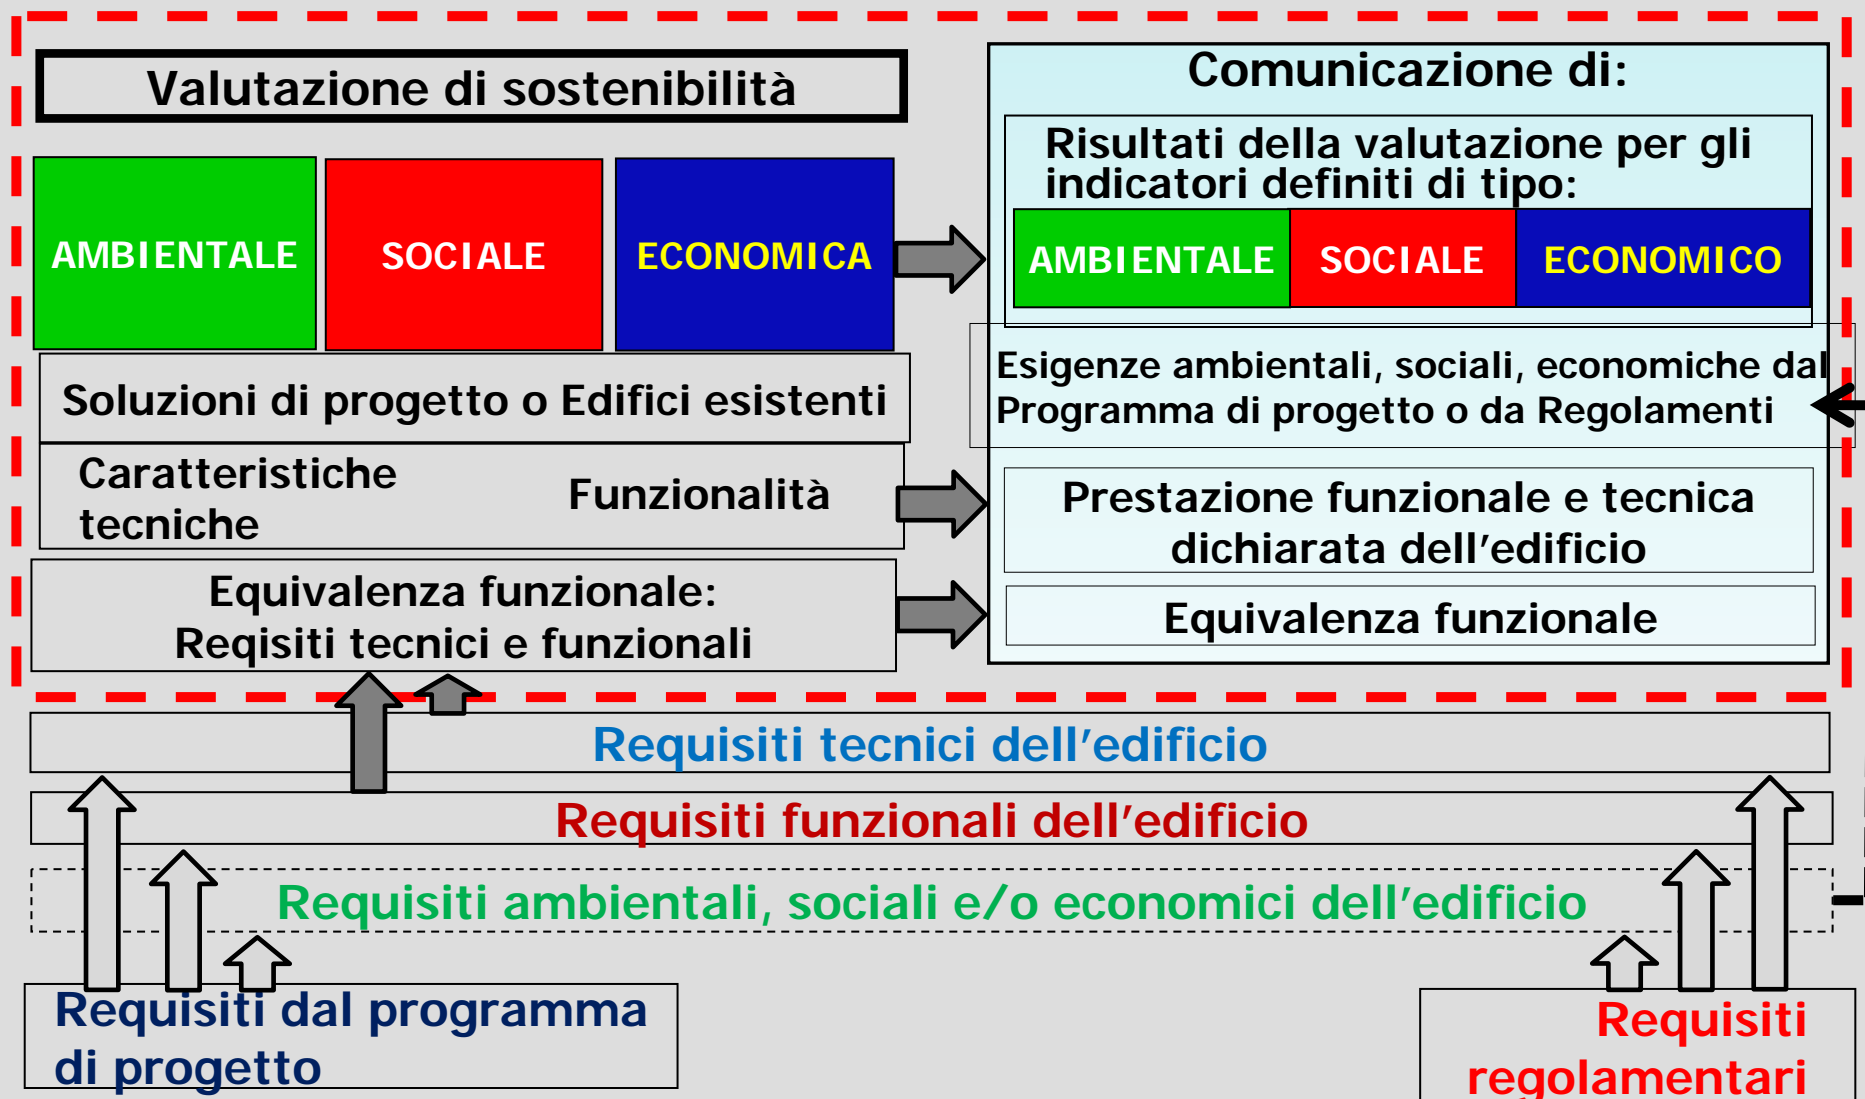 Valutazione di sostenibilità
AMBIENTALE
SOCIALE
ECONOMICA
Soluzioni di progetto o Edifici esistenti
Caratteristiche
tecniche
Funzionalità
Equivalenza funzionale:
Reqisiti tecnici e funzionali
Comunicazione di:
Risultati della valutazione per gli
indicatori definiti di tipo:
AMBIENTALE
SOCIALE
ECONOMICO
Esigenze ambientali, sociali, economiche dal
Programma di progetto o da Regolamenti
Prestazione funzionale e tecnica
dichiarata dell'edificio
Equivalenza funzionale
Requisiti tecnici dell'edificio
Requisiti funzionali dell'edificio
Requisiti ambientali, sociali e/o economici dell'edificio
Requisiti dal programma
di progetto
Requisiti
regolamentari